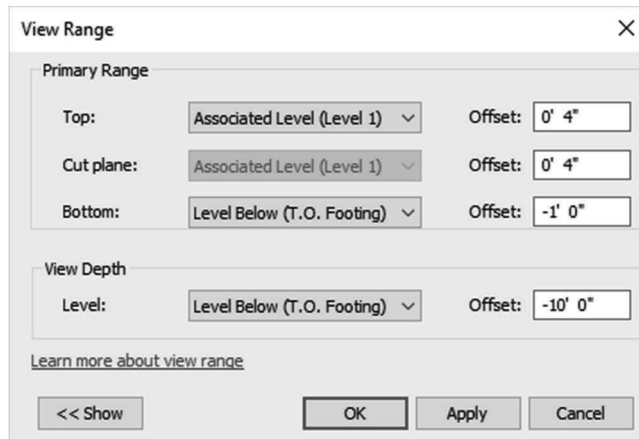 View Range
Primary Range
Top: Associated Level (Level 1) Offset: 0' 4"
Cut plane: Associated Level (Level 1) Offset: 0' 4"
Bottom: Level Below (T.O. Footing) Offset: -1' 0"
View Depth
Level: Level Below (T.O. Footing) Offset: -10' 0"
Learn more about view range
<< Show OK Apply Cancel